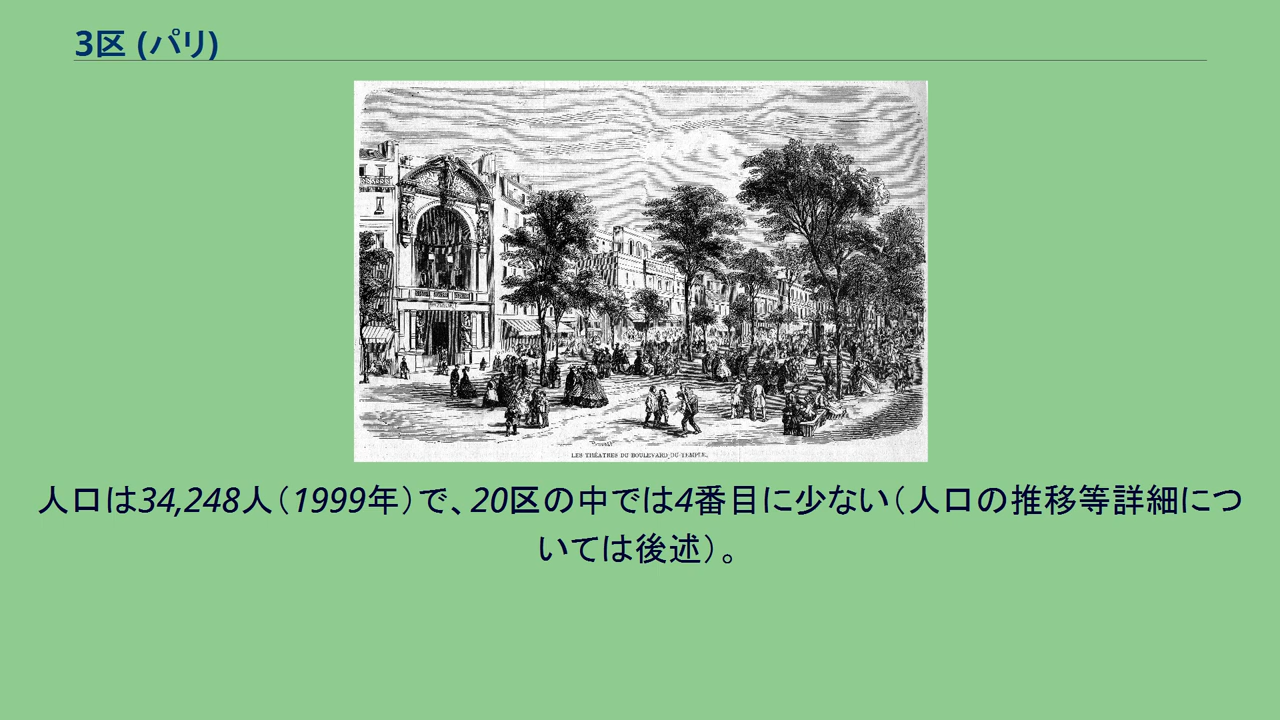 3区 (パリ)
LES THÉATRES DU BOULEVARD DU TEMPLE.
人口は34,248人（1999年）で、20区の中では4番目に少ない（人口の推移等詳細につ
いては後述）。